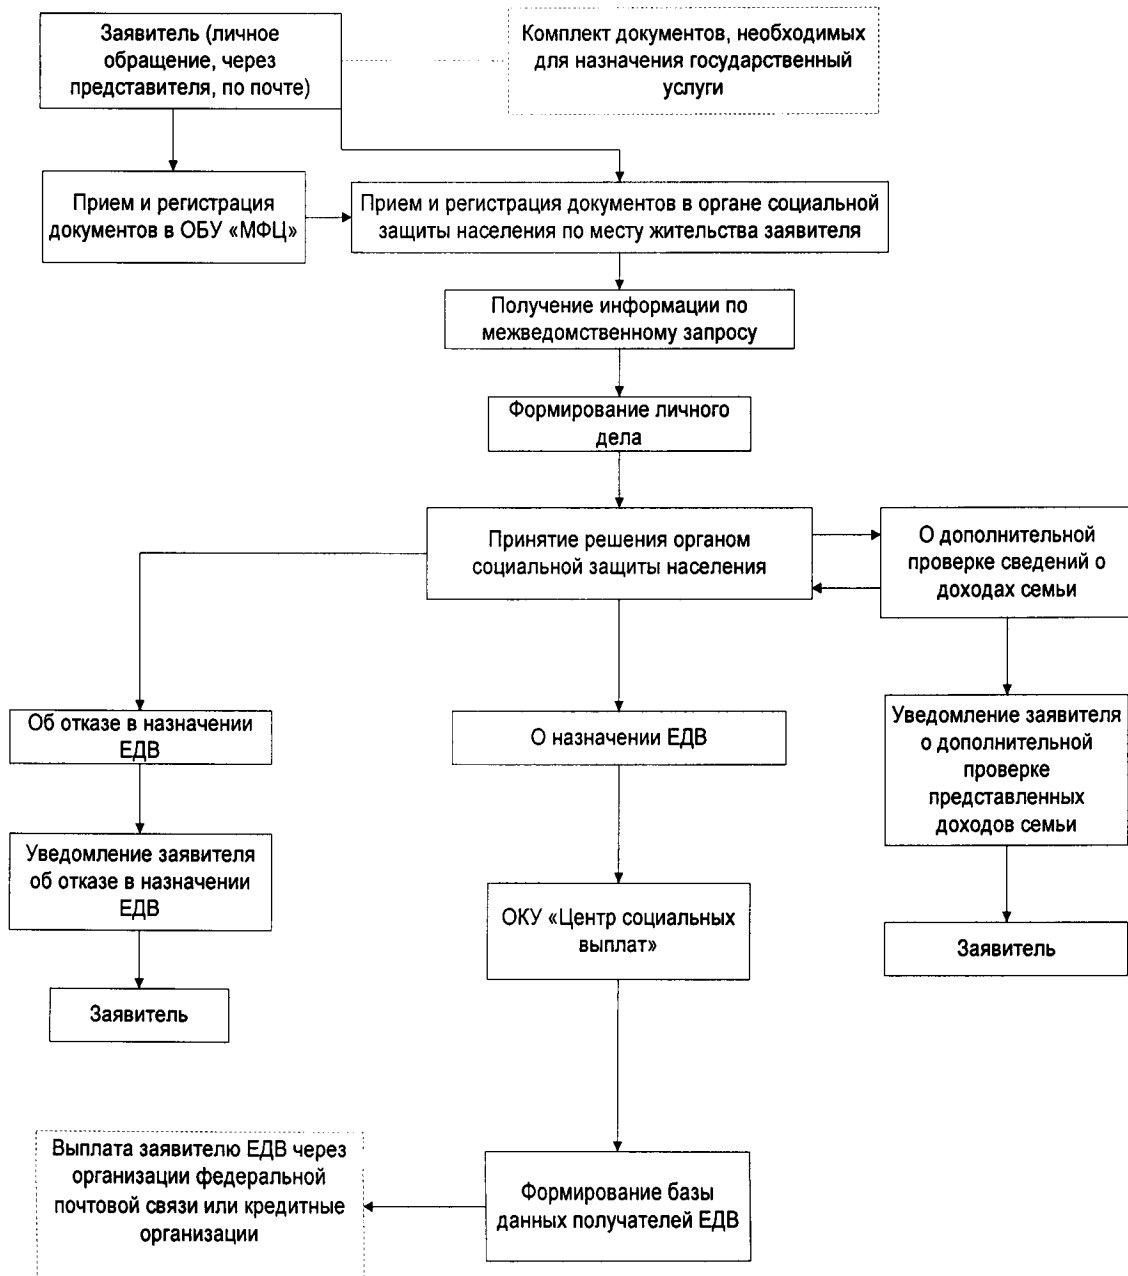 Заявитель (личное
обращение, через
представителя, по почте)
Комплект документов, необходимых
для назначения государственный
услуги
Прием и регистрация
документов в ОБУ «МФЦ»
Прием и регистрация документов в органе социальной
защиты населения по месту жительства заявителя
Получение информации по
межведомственному запросу
Формирование личного
дела
Принятие решения органом
социальной защиты населения
О дополнительной
проверке сведений о
доходах семьи
Об отказе в назначении
ЕДВ
О назначении ЕДВ
Уведомление заявителя
о дополнительной
проверке
представленных
доходов семьи
Уведомление заявителя
об отказе в назначении
ЕДВ
ОКУ «Центр социальных
выплат»
Заявитель
Заявитель
Выплата заявителю ЕДВ через
организации федеральной
почтовой связи или кредитные
организации
Формирование базы
данных получателей ЕДВ